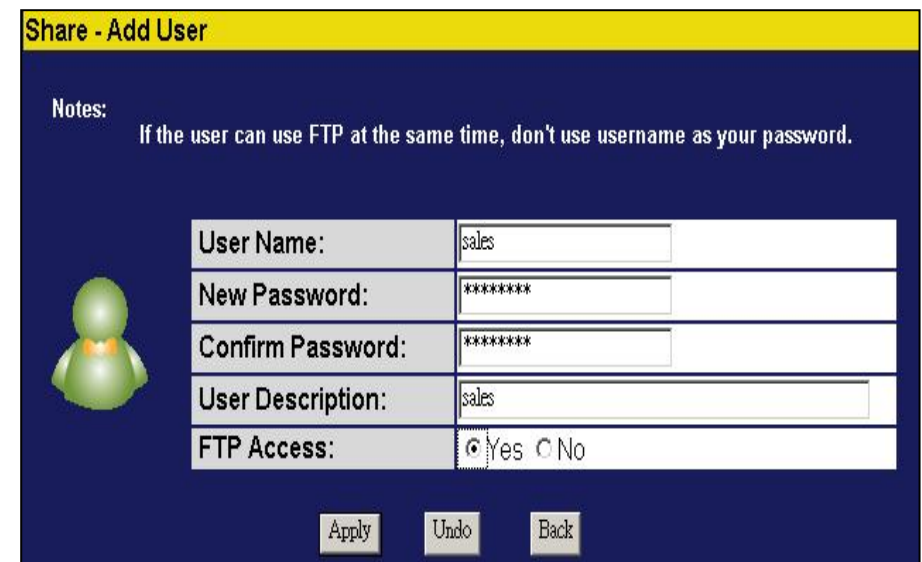 Share - Add User
Notes:
If the user can use FTP at the same time, don't use username as your password.
User Name: sales
New Password: ********
Confirm Password: ********
User Description: sales
FTP Access: Yes No
Apply Undo Back